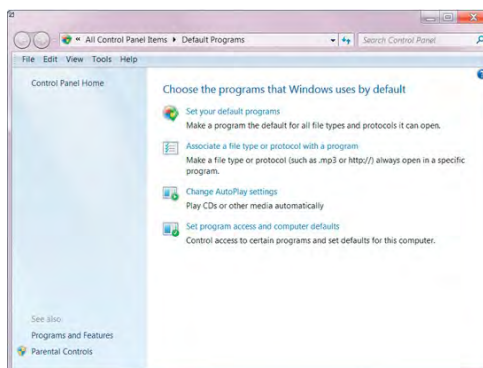 « All Control Panel Items ▸ Default Programs
Search Control Panel
File Edit View Tools Help
Control Panel Home
Choose the programs that Windows uses by default
Set your default programs
Make a program the default for all file types and protocols it can open.
Associate a file type or protocol with a program
Make a file type or protocol (such as .mp3 or http://) always open in a specific
program.
Change AutoPlay settings
Play CDs or other media automatically
Set program access and computer defaults
Control access to certain programs and set defaults for this computer.
See also
Programs and Features
Parental Controls